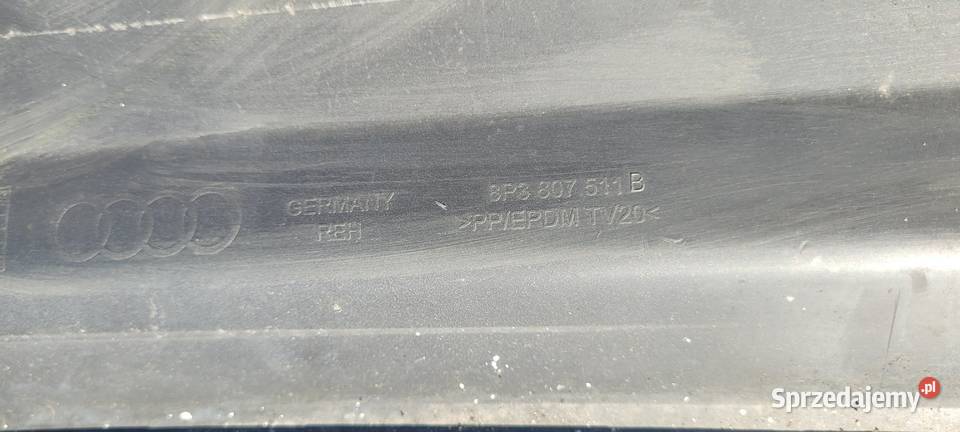 GERMANY
REH
8P3 807 511 B
>PP/EPDM TV20<
Sprzedajemy.pl